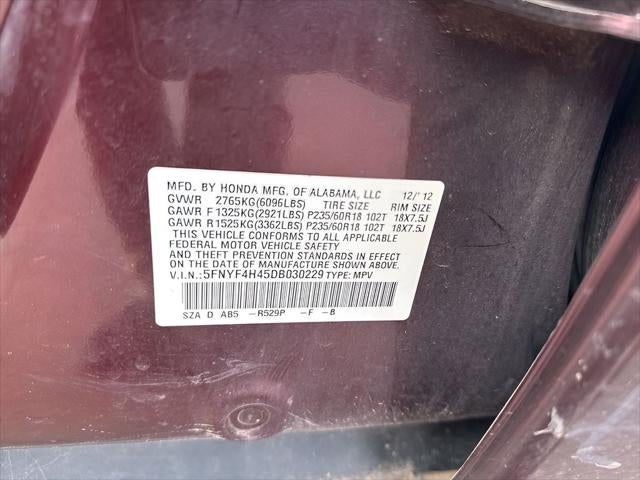 MFD. BY HONDA MFG. OF ALABAMA, LLC 12/'12
GVWR 2765KG(6096LBS) TIRE SIZE RIM SIZE
GAWR F 1325KG(2921LBS) P235/60R18 102T 18X7.5J
GAWR R 1525KG(3362LBS) P235/60R18 102T 18X7.5J
THIS VEHICLE CONFORMS TO ALL APPLICABLE
FEDERAL MOTOR VEHICLE SAFETY
AND THEFT PREVENTION STANDARDS IN EFFECT
ON THE DATE OF MANUFACTURE SHOWN ABOVE.
V.I.N.:5FNYF4H45DB030229 TYPE: MPV
SZA D AB5 -R529P -F -B